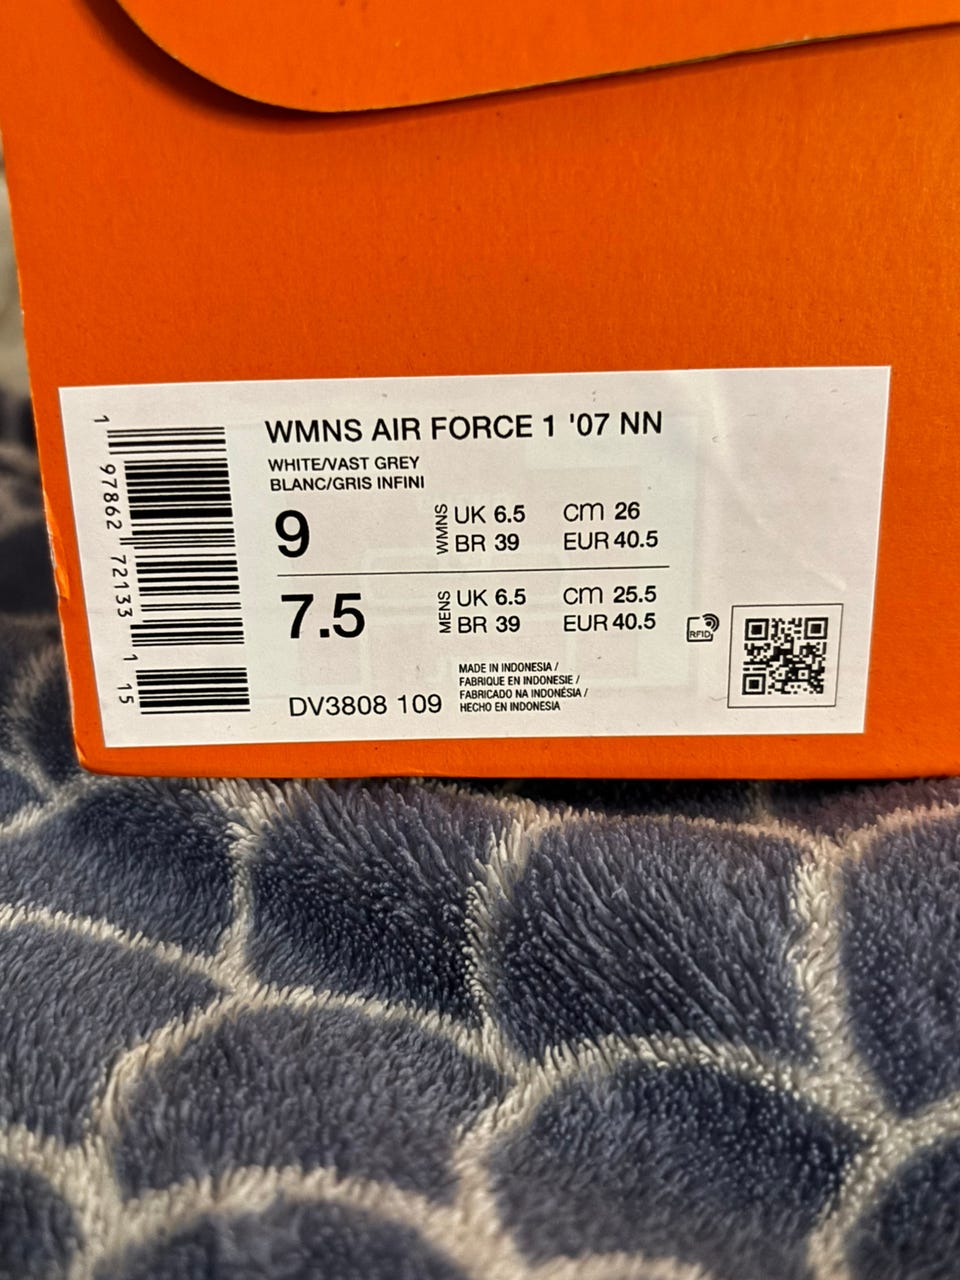 WMNS AIR FORCE 1 '07 NN
WHITE/VAST GREY
BLANC/GRIS INFINI
9 WMNS UK 6.5 cm 26
BR 39 EUR 40.5
7.5 MENS UK 6.5 cm 25.5
BR 39 EUR 40.5
RFID
MADE IN INDONESIA /
FABRIQUE EN INDONESIE /
FABRICADO NA INDONÉSIA /
HECHO EN INDONESIA
DV3808 109
1 97862 72133 1 15